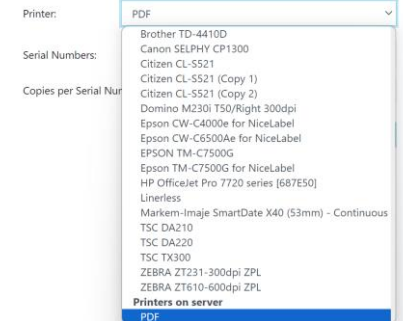 Printer:
PDF
Brother TD-4410D
Canon SELPHY CP1300
Serial Numbers:
Citizen CL-S521
Citizen CL-S521 (Copy 1)
Copies per Serial Nur
Citizen CL-S521 (Copy 2)
Domino M230i T50/Right 300dpi
Epson CW-C4000e for NiceLabel
Epson CW-C6500Ae for NiceLabel
EPSON TM-C7500G
Epson TM-C7500G for NiceLabel
HP OfficeJet Pro 7720 series [687E50]
Linerless
Markem-Imaje SmartDate X40 (53mm) - Continuous
TSC DA210
TSC DA220
TSC TX300
ZEBRA ZT231-300dpi ZPL
ZEBRA ZT610-600dpi ZPL
Printers on server
PDF